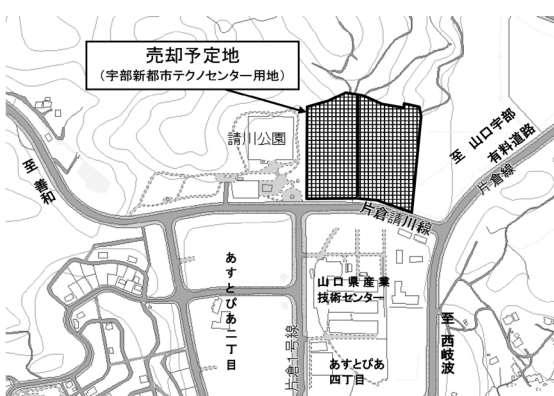 売却予定地
（宇部新都市テクノセンター用地）
請川公園
至 善和
至 山口宇部
有料道路
片倉線
片倉請川線
あすとぴあ二丁目
山口県産業
技術センター
至 西岐波
片倉1号線
あすとぴあ
四丁目